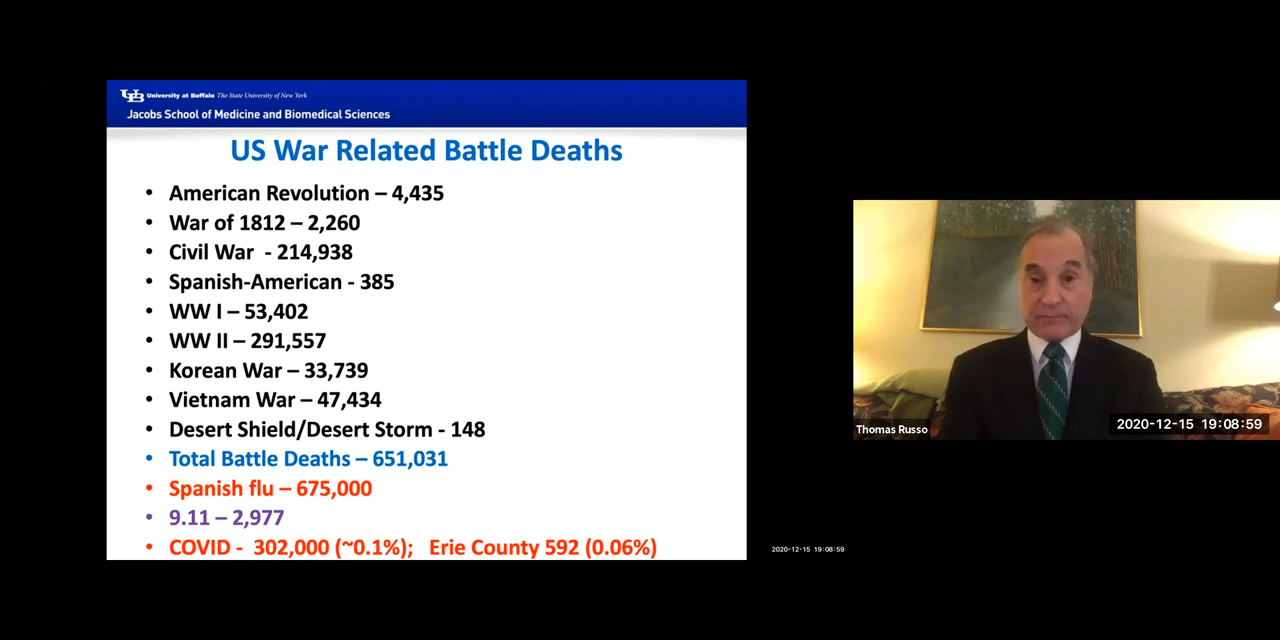 University at Buffalo The State University of New York
Jacobs School of Medicine and Biomedical Sciences
US War Related Battle Deaths
• American Revolution – 4,435
• War of 1812 – 2,260
• Civil War - 214,938
• Spanish-American - 385
• WW I – 53,402
• WW II – 291,557
• Korean War – 33,739
• Vietnam War – 47,434
• Desert Shield/Desert Storm - 148
• Total Battle Deaths – 651,031
• Spanish flu – 675,000
• 9.11 – 2,977
• COVID - 302,000 (~0.1%); Erie County 592 (0.06%)
Thomas Russo
2020-12-15 19:08:59
2020-12-15 19:08:59